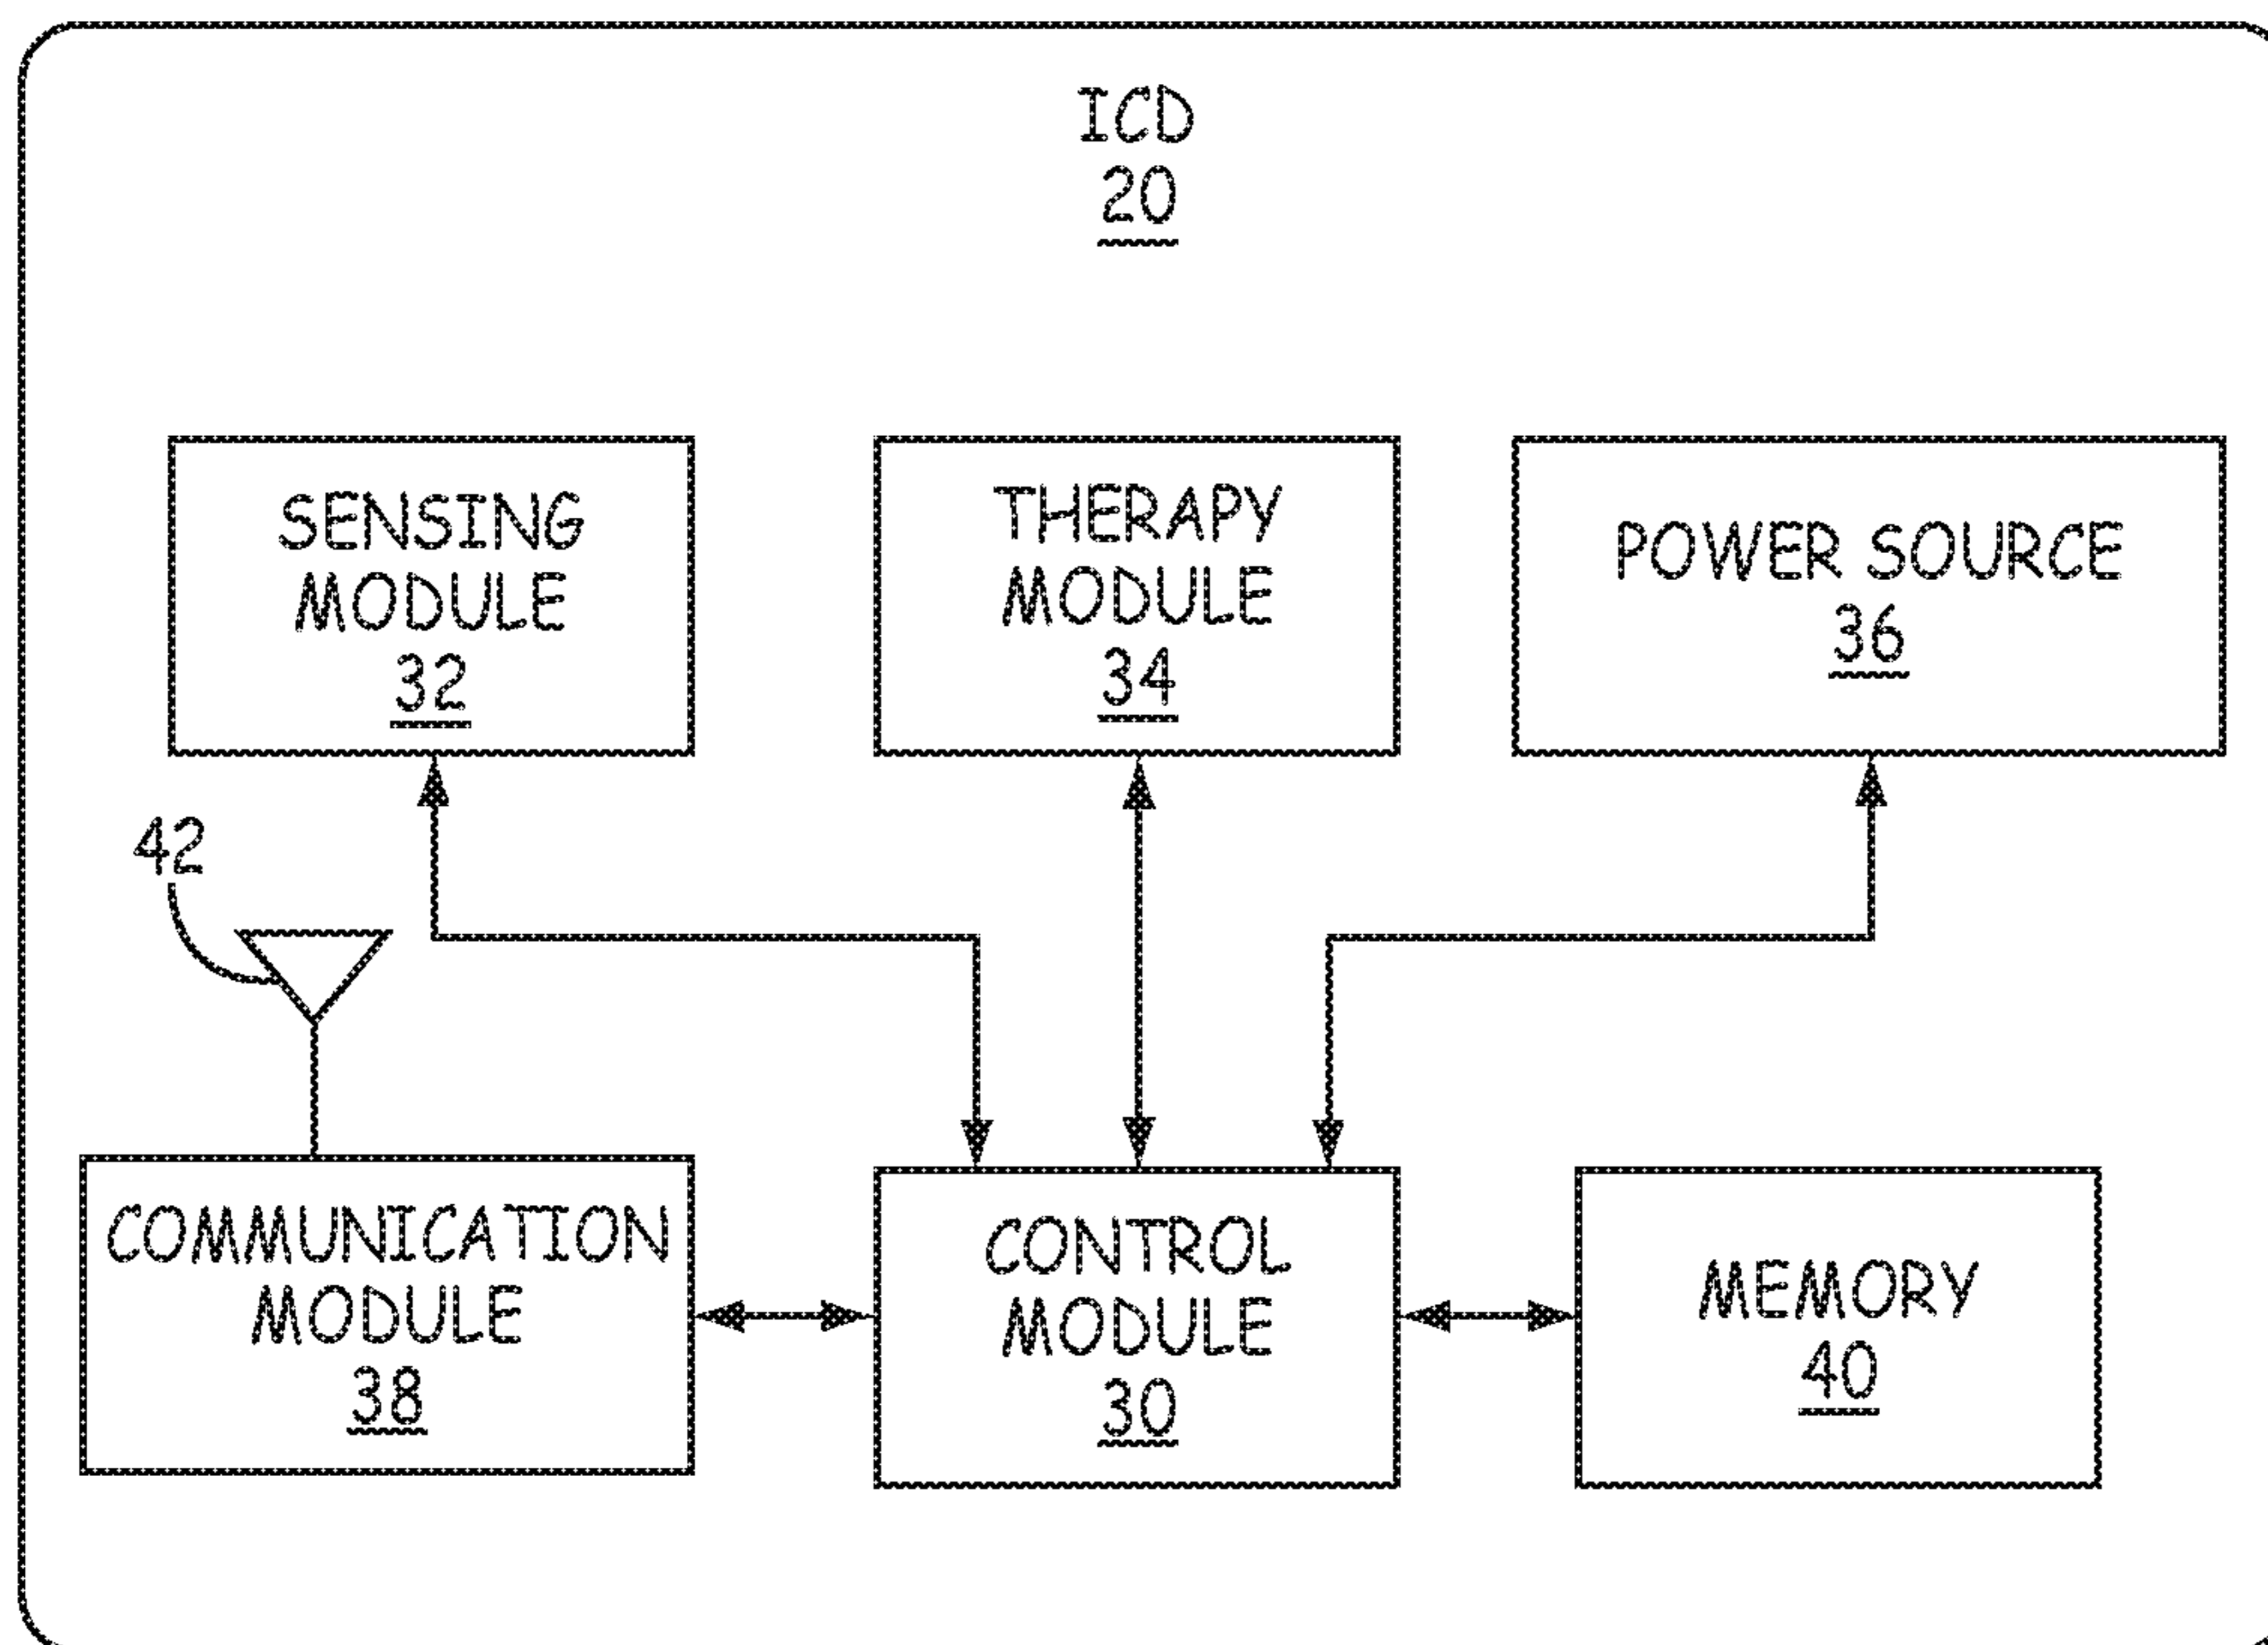 ICD
20
SENSING
MODULE
32
THERAPY
MODULE
34
POWER SOURCE
36
42
COMMUNICATION
MODULE
38
CONTROL
MODULE
30
MEMORY
40